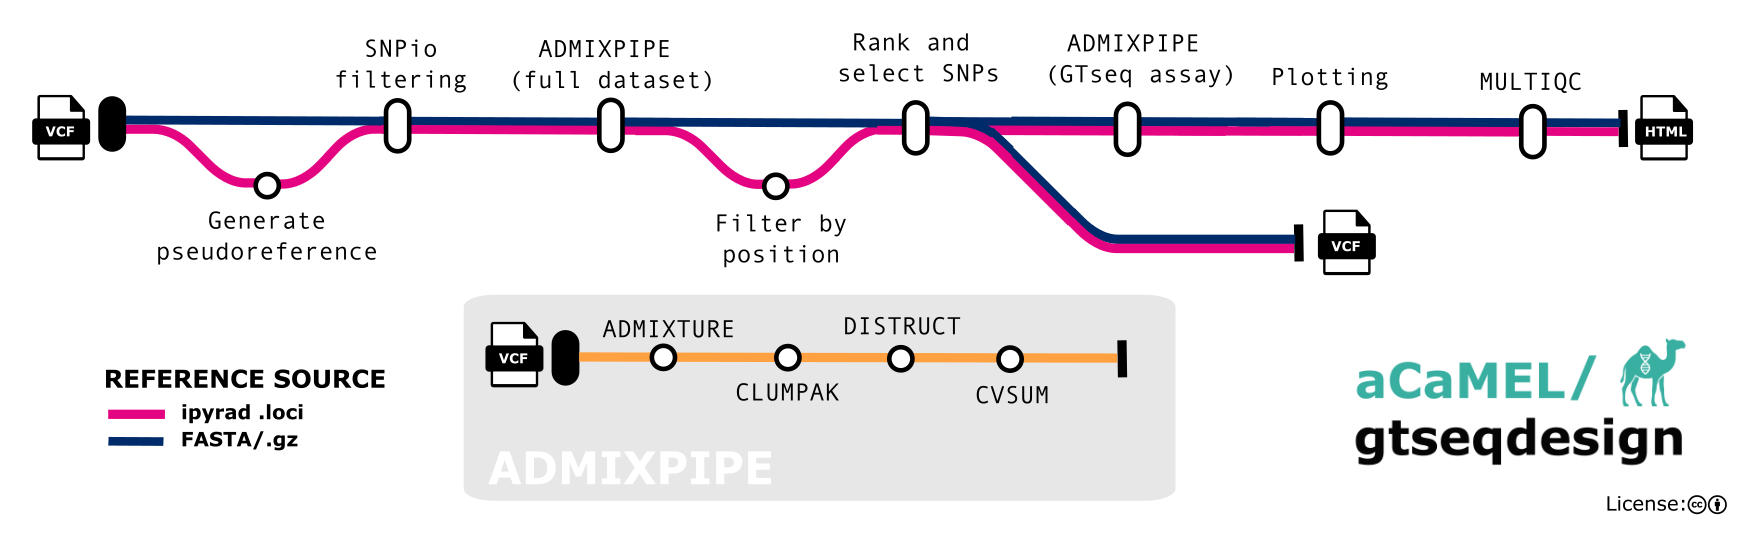 SNPio
filtering
ADMIXPIPE
(full dataset)
Rank and
select SNPs
ADMIXPIPE
(GTseq assay)
Plotting
MULTIQC
VCF
HTML
Generate
pseudoreference
Filter by
position
VCF
ADMIXTURE
DISTRUCT
VCF
CLUMPAK
CVSUM
ADMIXPIPE
REFERENCE SOURCE
ipyrad .loci
FASTA/.gz
aCaMEL/
gtseqdesign
License:cc